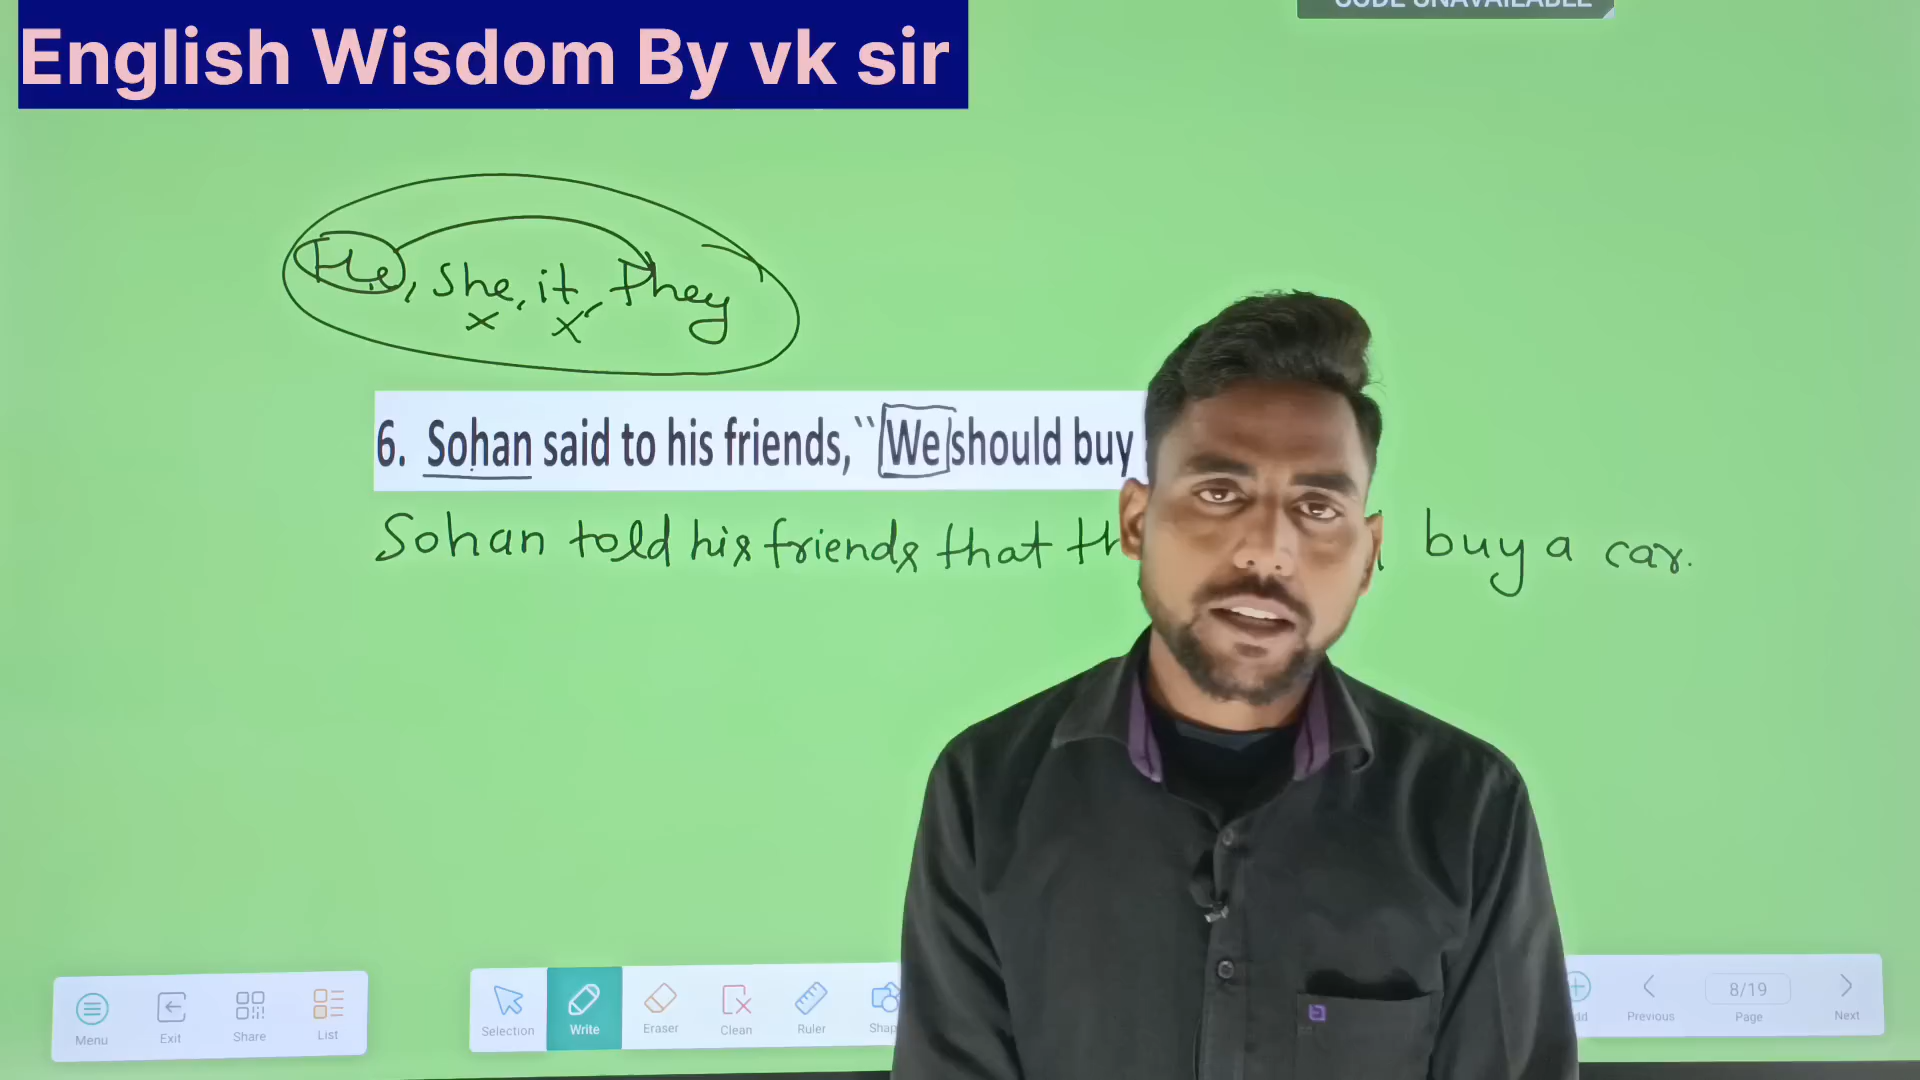 CODE UNAVAILABLE
English Wisdom By vk sir
He, She, it, They
x x
6. Sohan said to his friends, ``We should buy
Sohan told his friends that buy a car.
Menu Exit Share List Selection Write Eraser Clean Ruler Previous 8/19 Page Next